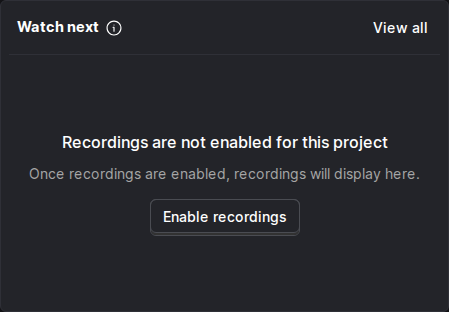 Watch next View all
Recordings are not enabled for this project
Once recordings are enabled, recordings will display here.
Enable recordings